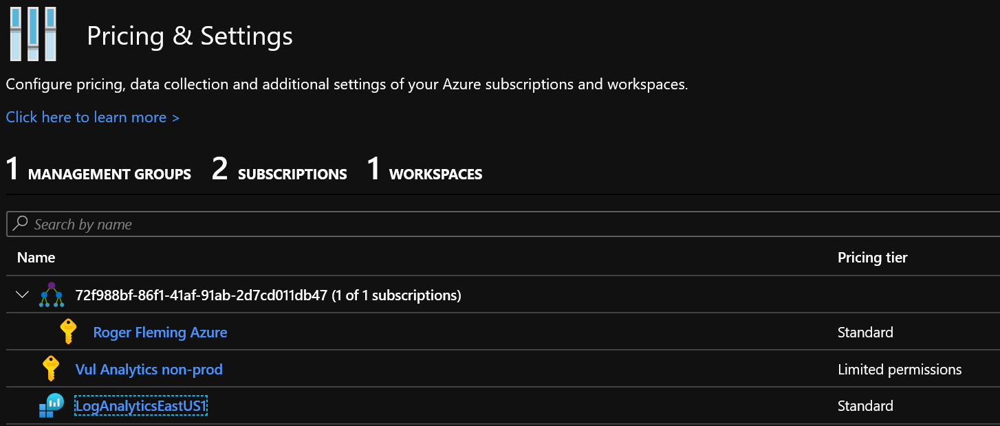 Pricing & Settings
Configure pricing, data collection and additional settings of your Azure subscriptions and workspaces.
Click here to learn more >
1 MANAGEMENT GROUPS 2 SUBSCRIPTIONS 1 WORKSPACES
Search by name
Name Pricing tier
72f988bf-86f1-41af-91ab-2d7cd011db47 (1 of 1 subscriptions)
Roger Fleming Azure Standard
Vul Analytics non-prod Limited permissions
LogAnalyticsEastUS1 Standard